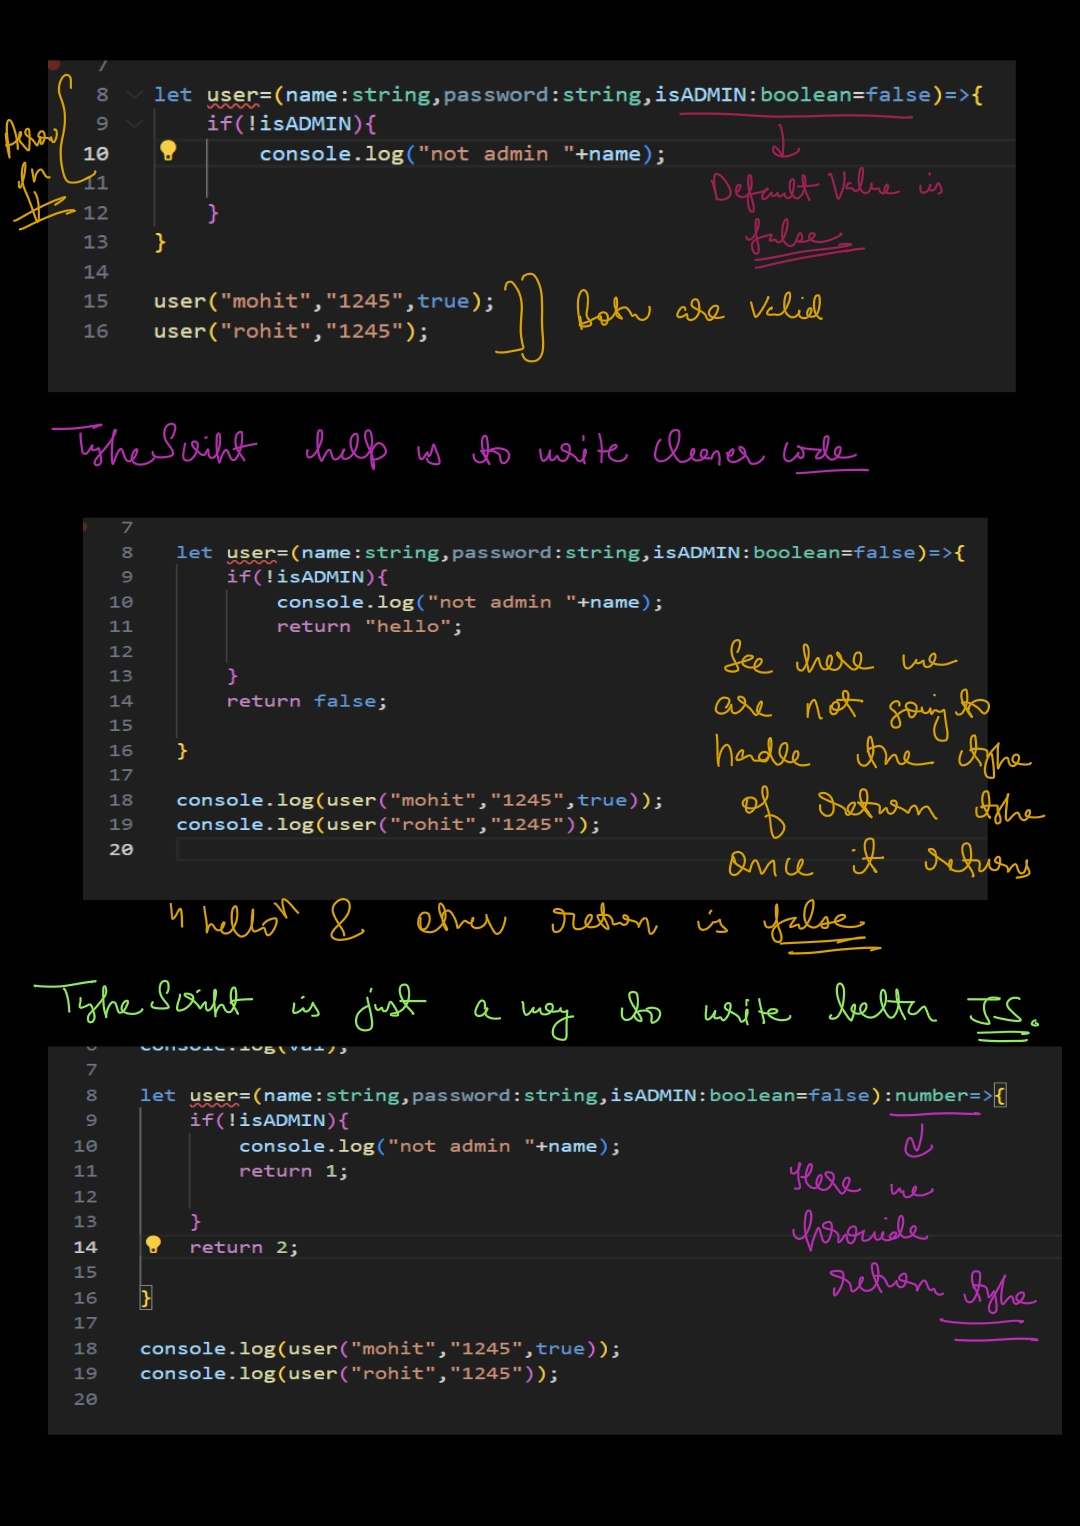 7
8 let user=(name:string,password:string,isADMIN:boolean=false)=>{
9 if(!isADMIN){
10 console.log("not admin "+name);
11
12 }
13 }
14
15 user("mohit","1245",true);
16 user("rohit","1245");
Arrow
fn
Default Value is
false
Both are valid
TypeScript help us to write cleaner code
7
8 let user=(name:string,password:string,isADMIN:boolean=false)=>{
9 if(!isADMIN){
10 console.log("not admin "+name);
11 return "hello";
12
13 }
14 return false;
15
16 }
17
18 console.log(user("mohit","1245",true));
19 console.log(user("rohit","1245"));
20
See here we
are not going to
handle the type
of return type
once it returns
"hello" & other return is false
TypeScript is just a way to write better JS.
6 console.log(val);
7
8 let user=(name:string,password:string,isADMIN:boolean=false):number=>{
9 if(!isADMIN){
10 console.log("not admin "+name);
11 return 1;
12
13 }
14 return 2;
15
16 }
17
18 console.log(user("mohit","1245",true));
19 console.log(user("rohit","1245"));
20
Here we
provide
return type